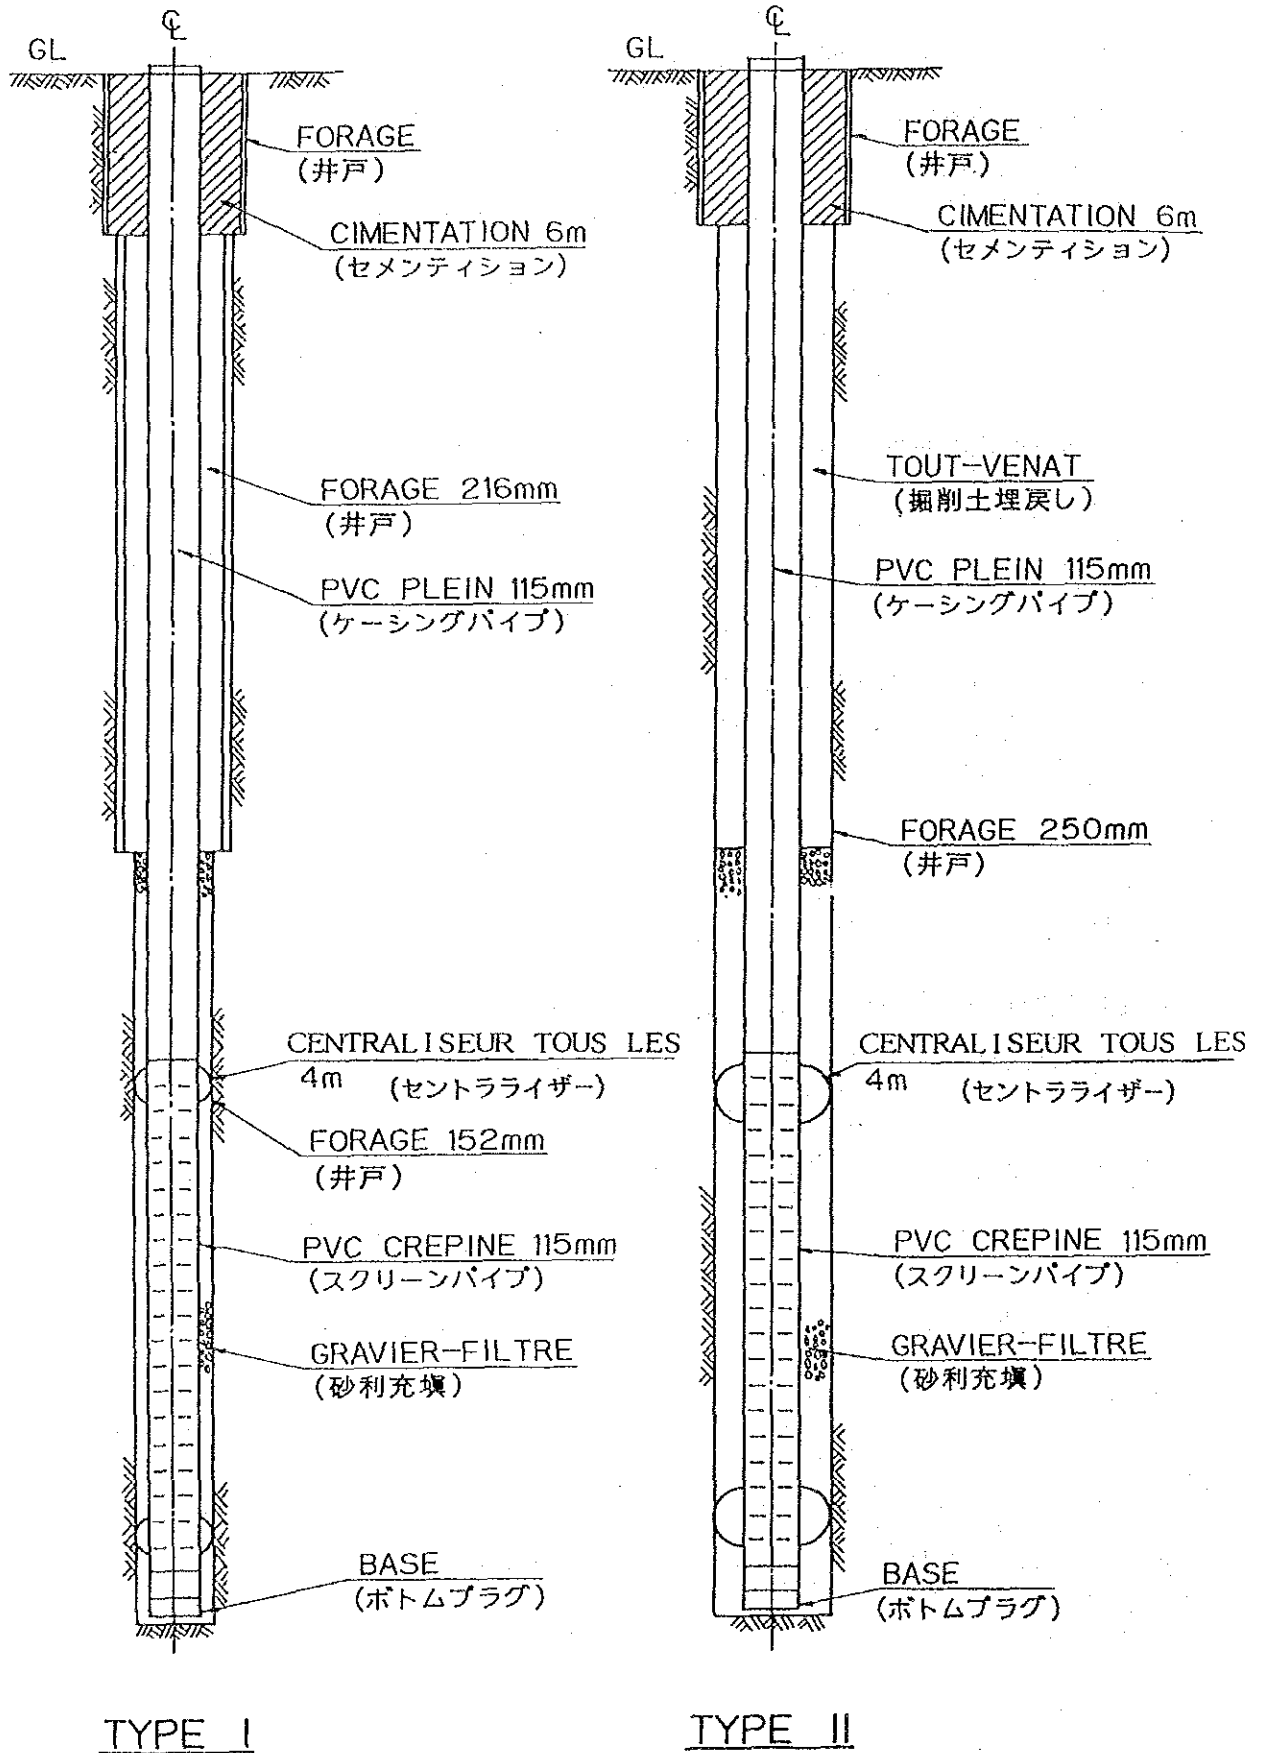 ℄
GL
FORAGE
(井戸)
CIMENTATION 6m
(セメンティション)
FORAGE 216mm
(井戸)
PVC PLEIN 115mm
(ケーシングパイプ)
CENTRALISEUR TOUS LES
4m (セントラライザー)
FORAGE 152mm
(井戸)
PVC CREPINE 115mm
(スクリーンパイプ)
GRAVIER-FILTRE
(砂利充塡)
BASE
(ボトムプラグ)
TYPE I
℄
GL
FORAGE
(井戸)
CIMENTATION 6m
(セメンティション)
TOUT-VENAT
(掘削土埋戻し)
PVC PLEIN 115mm
(ケーシングパイプ)
FORAGE 250mm
(井戸)
CENTRALISEUR TOUS LES
4m (セントラライザー)
PVC CREPINE 115mm
(スクリーンパイプ)
GRAVIER-FILTRE
(砂利充塡)
BASE
(ボトムプラグ)
TYPE II